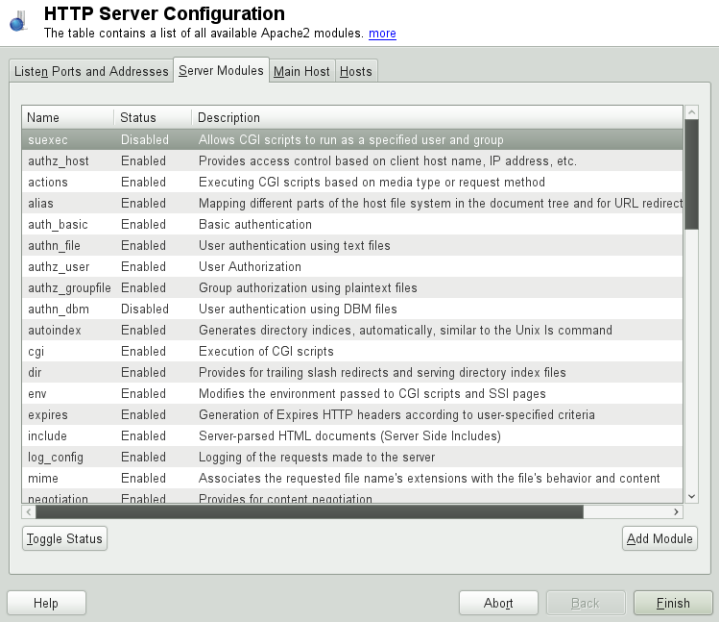 HTTP Server Configuration
The table contains a list of all available Apache2 modules. more
Listen Ports and Addresses Server Modules Main Host Hosts
Name Status Description
suexec Disabled Allows CGI scripts to run as a specified user and group
authz_host Enabled Provides access control based on client host name, IP address, etc.
actions Enabled Executing CGI scripts based on media type or request method
alias Enabled Mapping different parts of the host file system in the document tree and for URL redirect
auth_basic Enabled Basic authentication
authn_file Enabled User authentication using text files
authz_user Enabled User Authorization
authz_groupfile Enabled Group authorization using plaintext files
authn_dbm Disabled User authentication using DBM files
autoindex Enabled Generates directory indices, automatically, similar to the Unix ls command
cgi Enabled Execution of CGI scripts
dir Enabled Provides for trailing slash redirects and serving directory index files
env Enabled Modifies the environment passed to CGI scripts and SSI pages
expires Enabled Generation of Expires HTTP headers according to user-specified criteria
include Enabled Server-parsed HTML documents (Server Side Includes)
log_config Enabled Logging of the requests made to the server
mime Enabled Associates the requested file name's extensions with the file's behavior and content
negotiation Enabled Provides for content negotiation
Toggle Status Add Module
Help Abort Back Finish